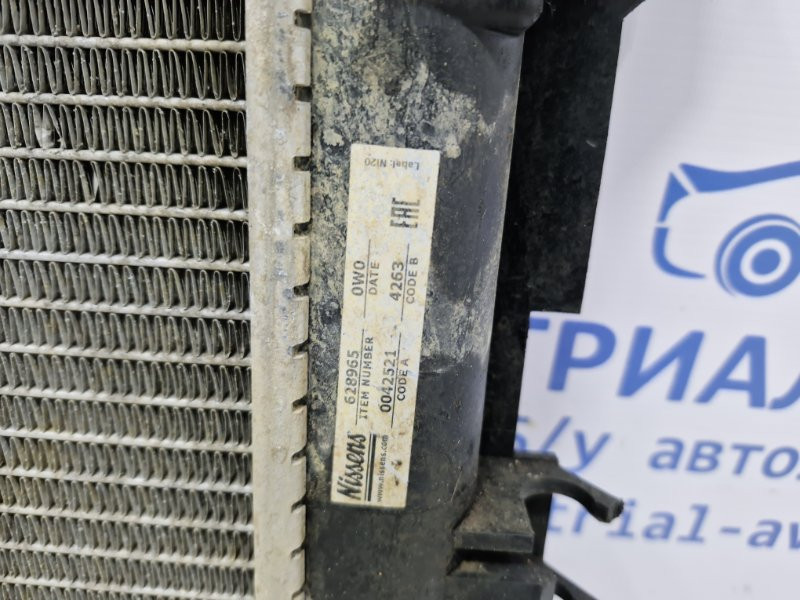 Nissens
www.nissens.com
628965
ITEM NUMBER
0W0
DATE
0042521
CODE A
4263
CODE B
EAC
Label: NI20
ТРИАЛ
б/у авто
trial-av